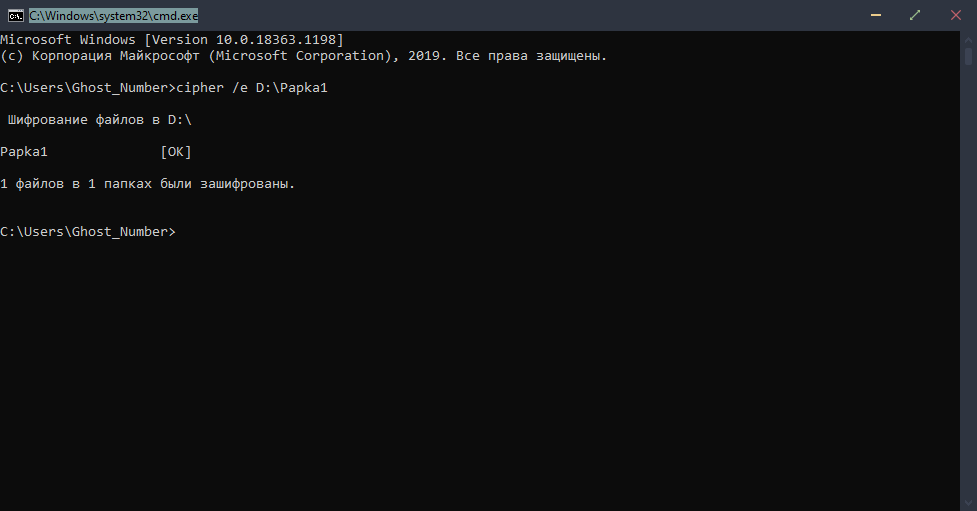 C:\Windows\system32\cmd.exe
Microsoft Windows [Version 10.0.18363.1198]
(c) Корпорация Майкрософт (Microsoft Corporation), 2019. Все права защищены.
C:\Users\Ghost_Number>cipher /e D:\Papka1
Шифрование файлов в D:\
Papka1 [OK]
1 файлов в 1 папках были зашифрованы.
C:\Users\Ghost_Number>